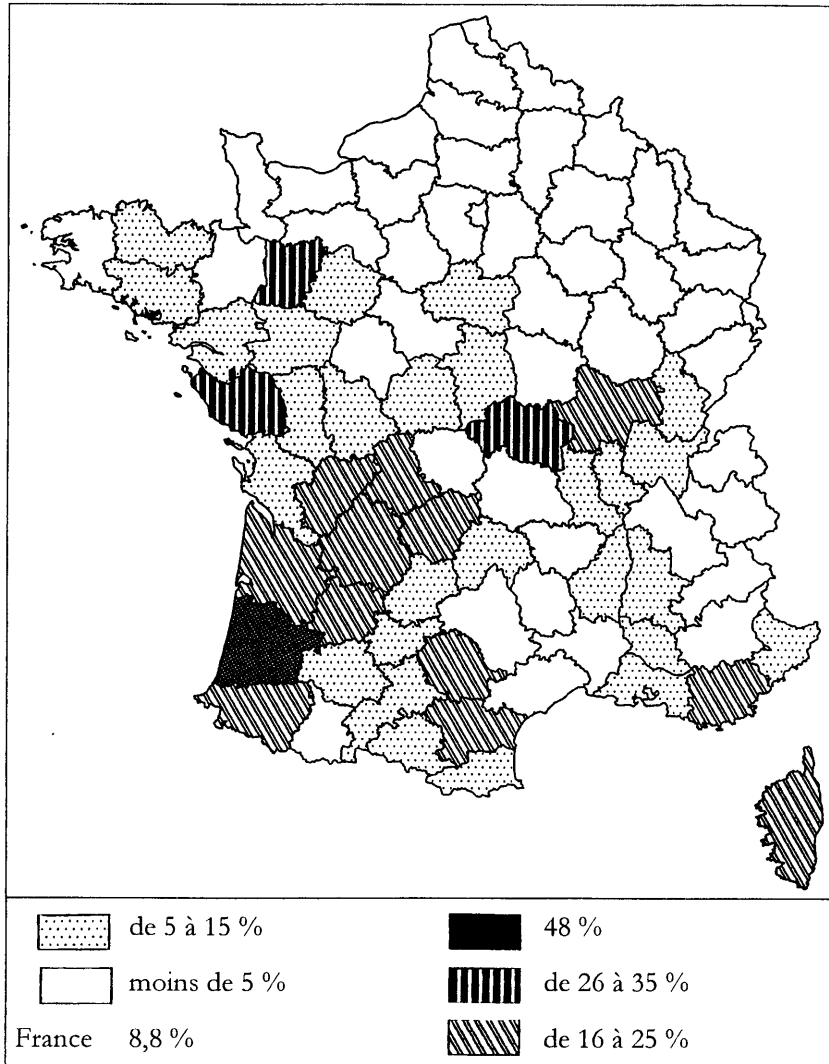 de 5 à 15 %
48 %
moins de 5 %
de 26 à 35 %
France 8,8 %
de 16 à 25 %